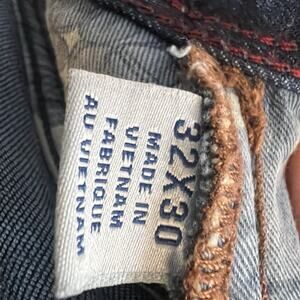 32X30
MADE IN
VIETNAM
FABRIQUE
AU VIETNAM